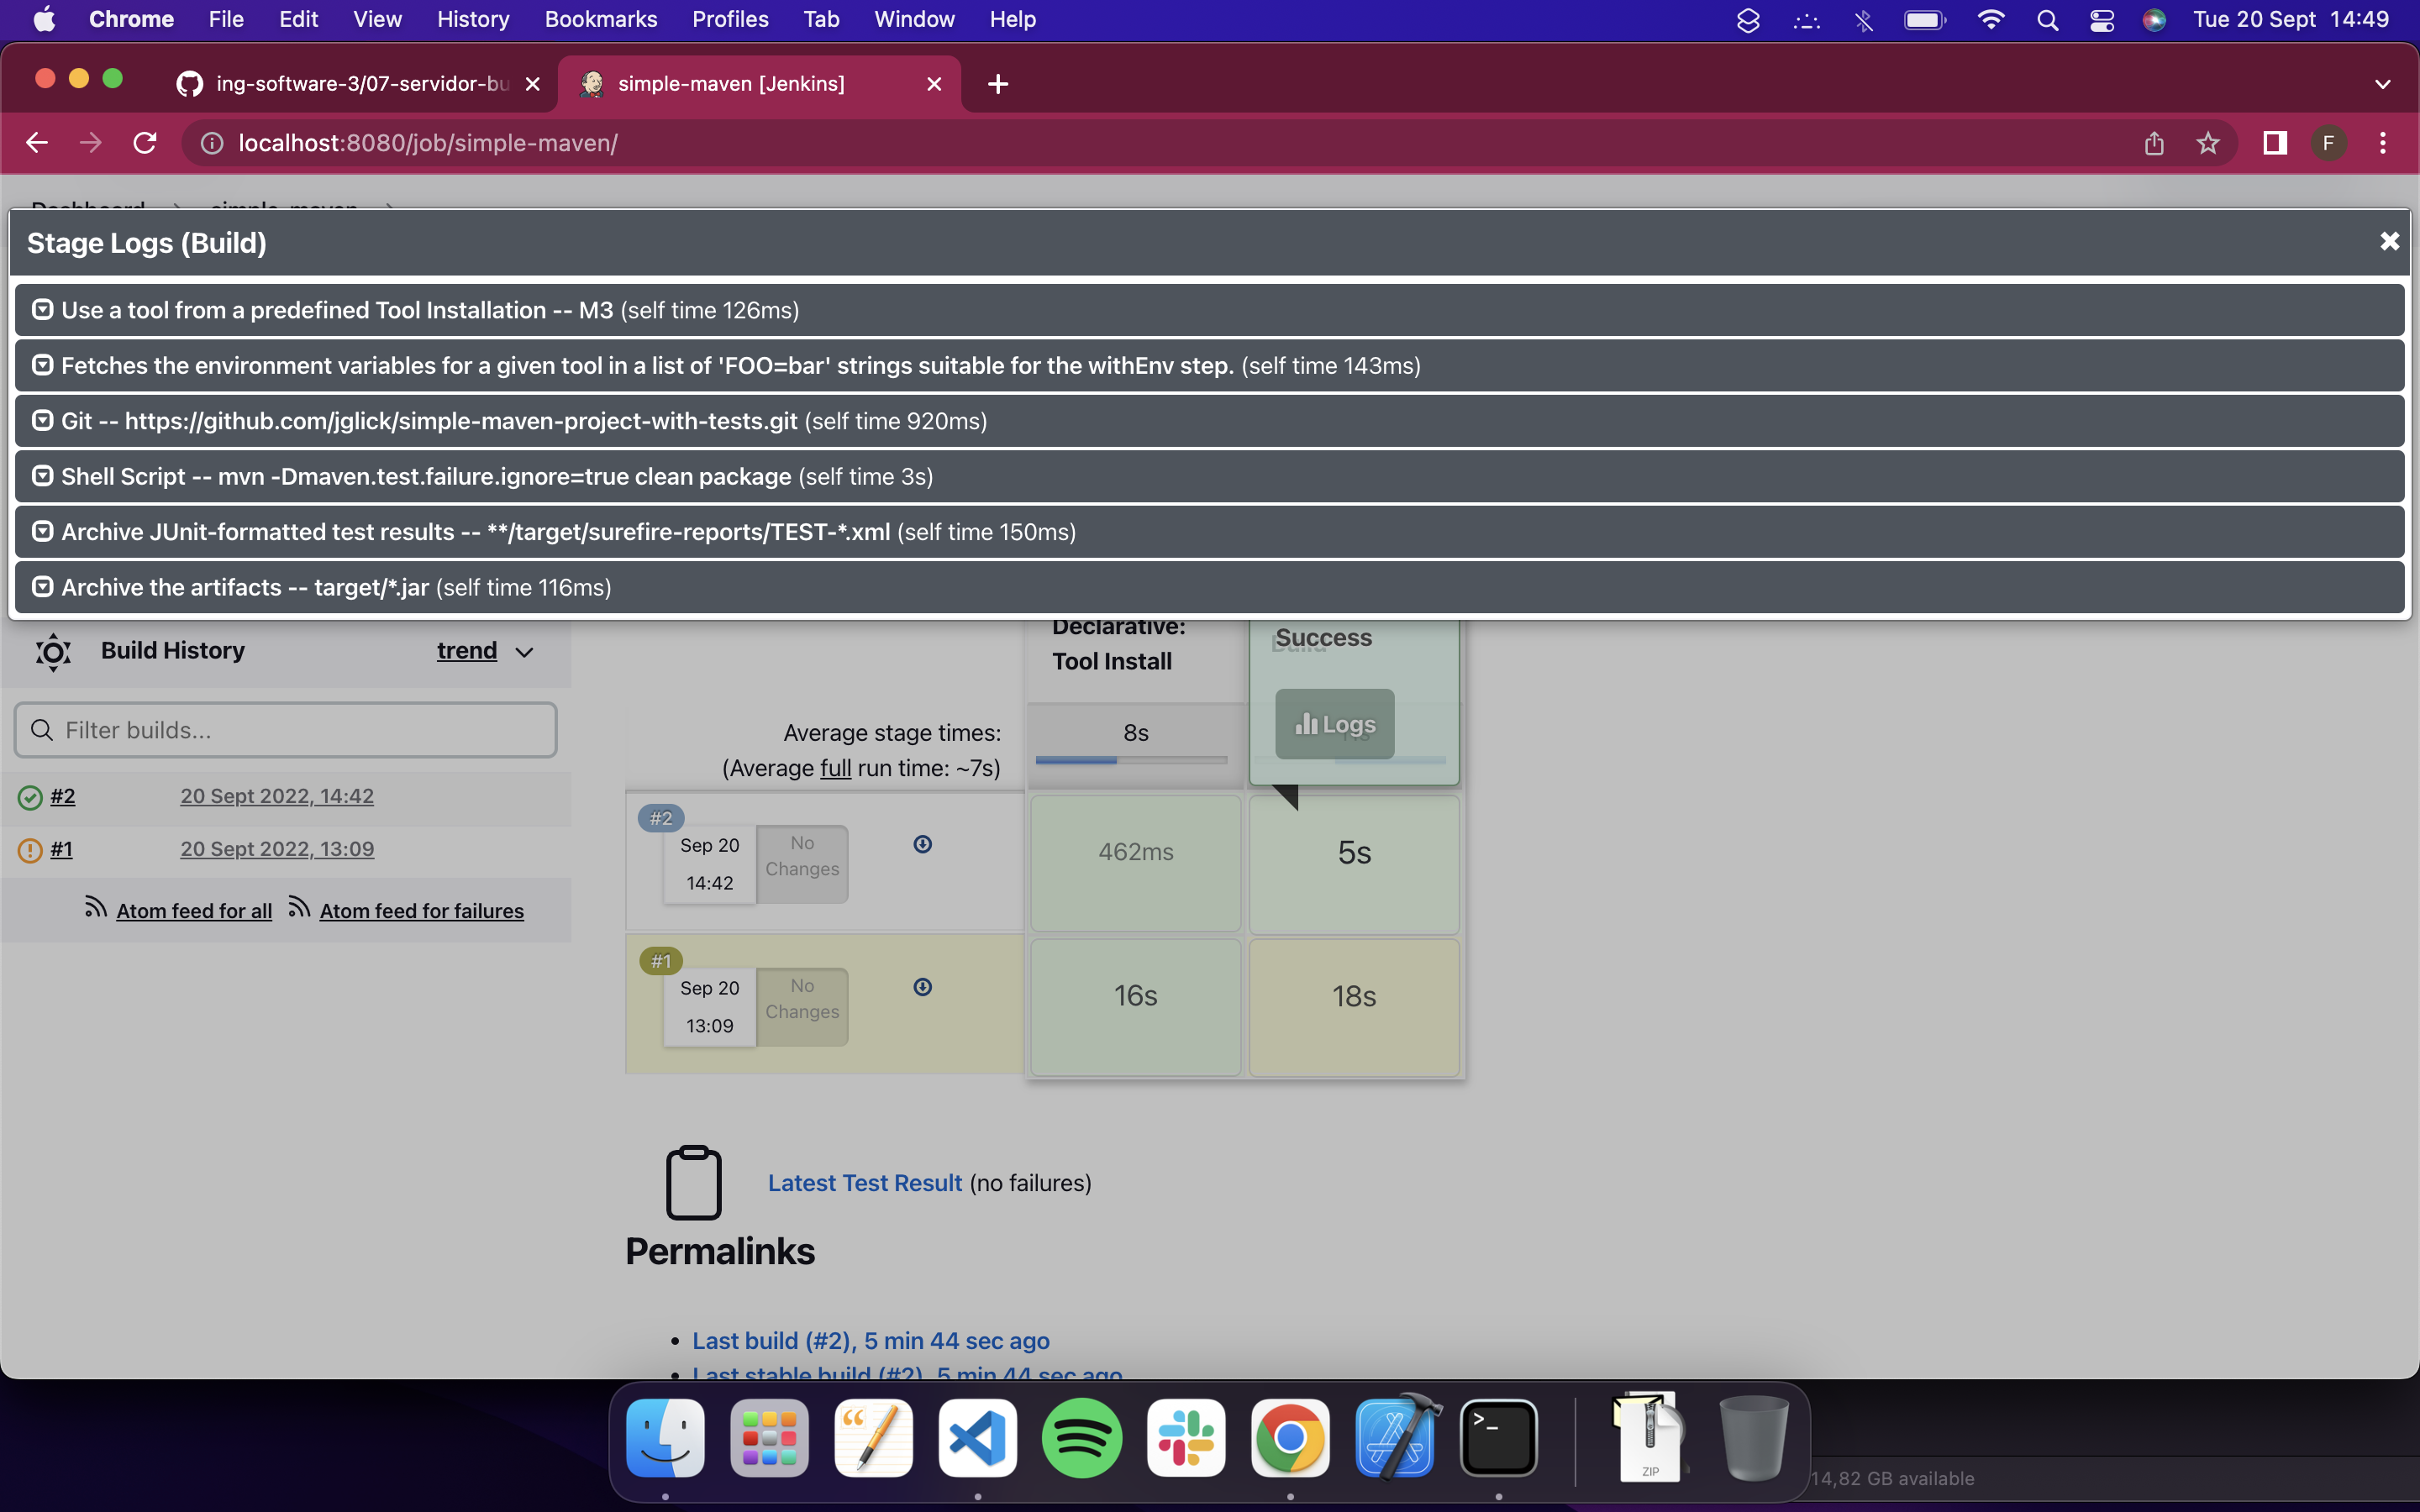 Chrome File Edit View History Bookmarks Profiles Tab Window Help Tue 20 Sept 14:49
ing-software-3/07-servidor-bu simple-maven [Jenkins]
localhost:8080/job/simple-maven/ F
Dashboard simple-maven
Stage Logs (Build)
Use a tool from a predefined Tool Installation -- M3 (self time 126ms)
Fetches the environment variables for a given tool in a list of 'FOO=bar' strings suitable for the withEnv step. (self time 143ms)
Git -- https://github.com/jglick/simple-maven-project-with-tests.git (self time 920ms)
Shell Script -- mvn -Dmaven.test.failure.ignore=true clean package (self time 3s)
Archive JUnit-formatted test results -- **/target/surefire-reports/TEST-*.xml (self time 150ms)
Archive the artifacts -- target/*.jar (self time 116ms)
Build History trend
Filter builds...
#2 20 Sept 2022, 14:42
#1 20 Sept 2022, 13:09
Atom feed for all Atom feed for failures
Declarative:
Tool Install
Success
Build
Logs
Average stage times:
(Average full run time: ~7s)
8s
#2
Sep 20
14:42
No
Changes
462ms
5s
#1
Sep 20
13:09
No
Changes
16s
18s
Latest Test Result (no failures)
Permalinks
• Last build (#2), 5 min 44 sec ago
• Last stable build (#2), 5 min 44 sec ago
ZIP
14,82 GB available